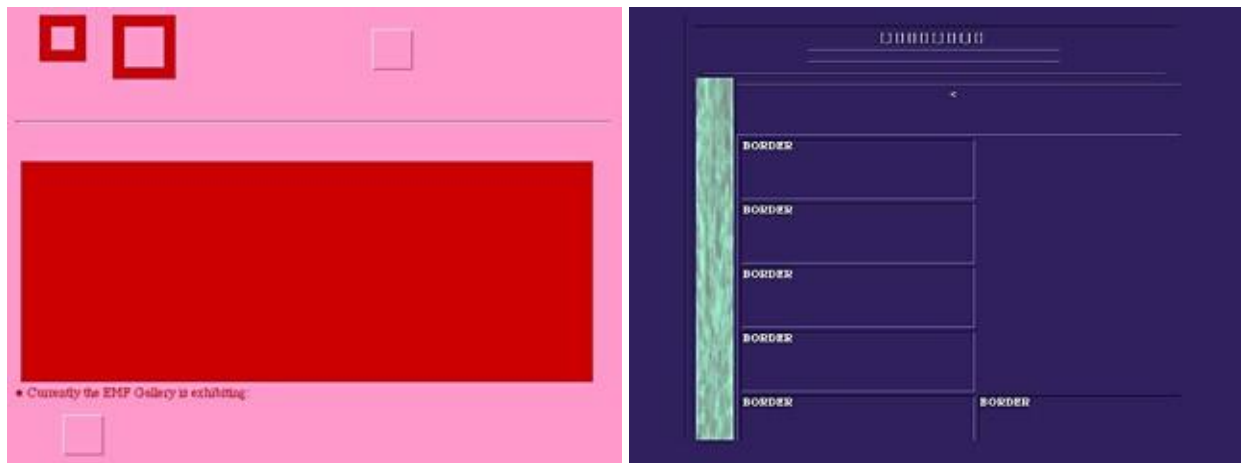 • Currently the EMF Gallery is exhibiting:
<
BORDER
BORDER
BORDER
BORDER
BORDER BORDER